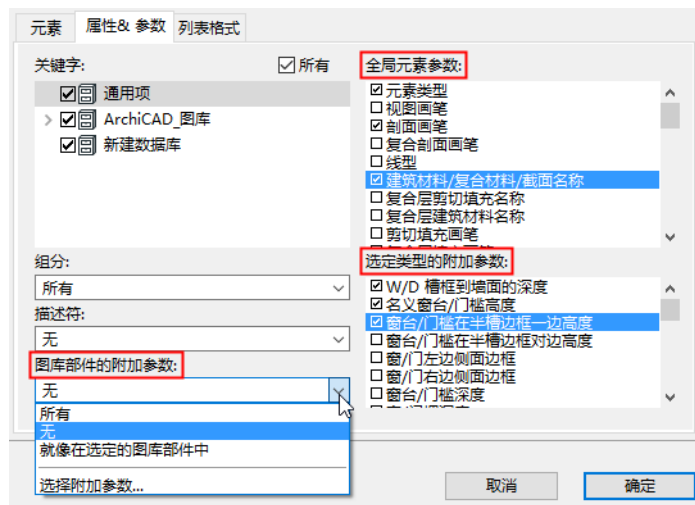 元素 属性& 参数 列表格式
关键字: 所有
通用项
ArchiCAD_图库
新建数据库
组分:
所有
描述符:
无
图库部件的附加参数:
无
所有
无
就像在选定的图库部件中
选择附加参数...
全局元素参数:
元素类型
视图画笔
剖面画笔
复合剖面画笔
线型
建筑材料/复合材料/截面名称
复合层剪切填充名称
复合层建筑材料名称
剪切填充画笔
选定类型的附加参数:
W/D 槽框到墙面的深度
名义窗台/门槛高度
窗台/门槛在半槽边框一边高度
窗台/门槛在半槽边框对边高度
窗/门左边侧面边框
窗/门右边侧面边框
窗台/门槛深度
取消 确定